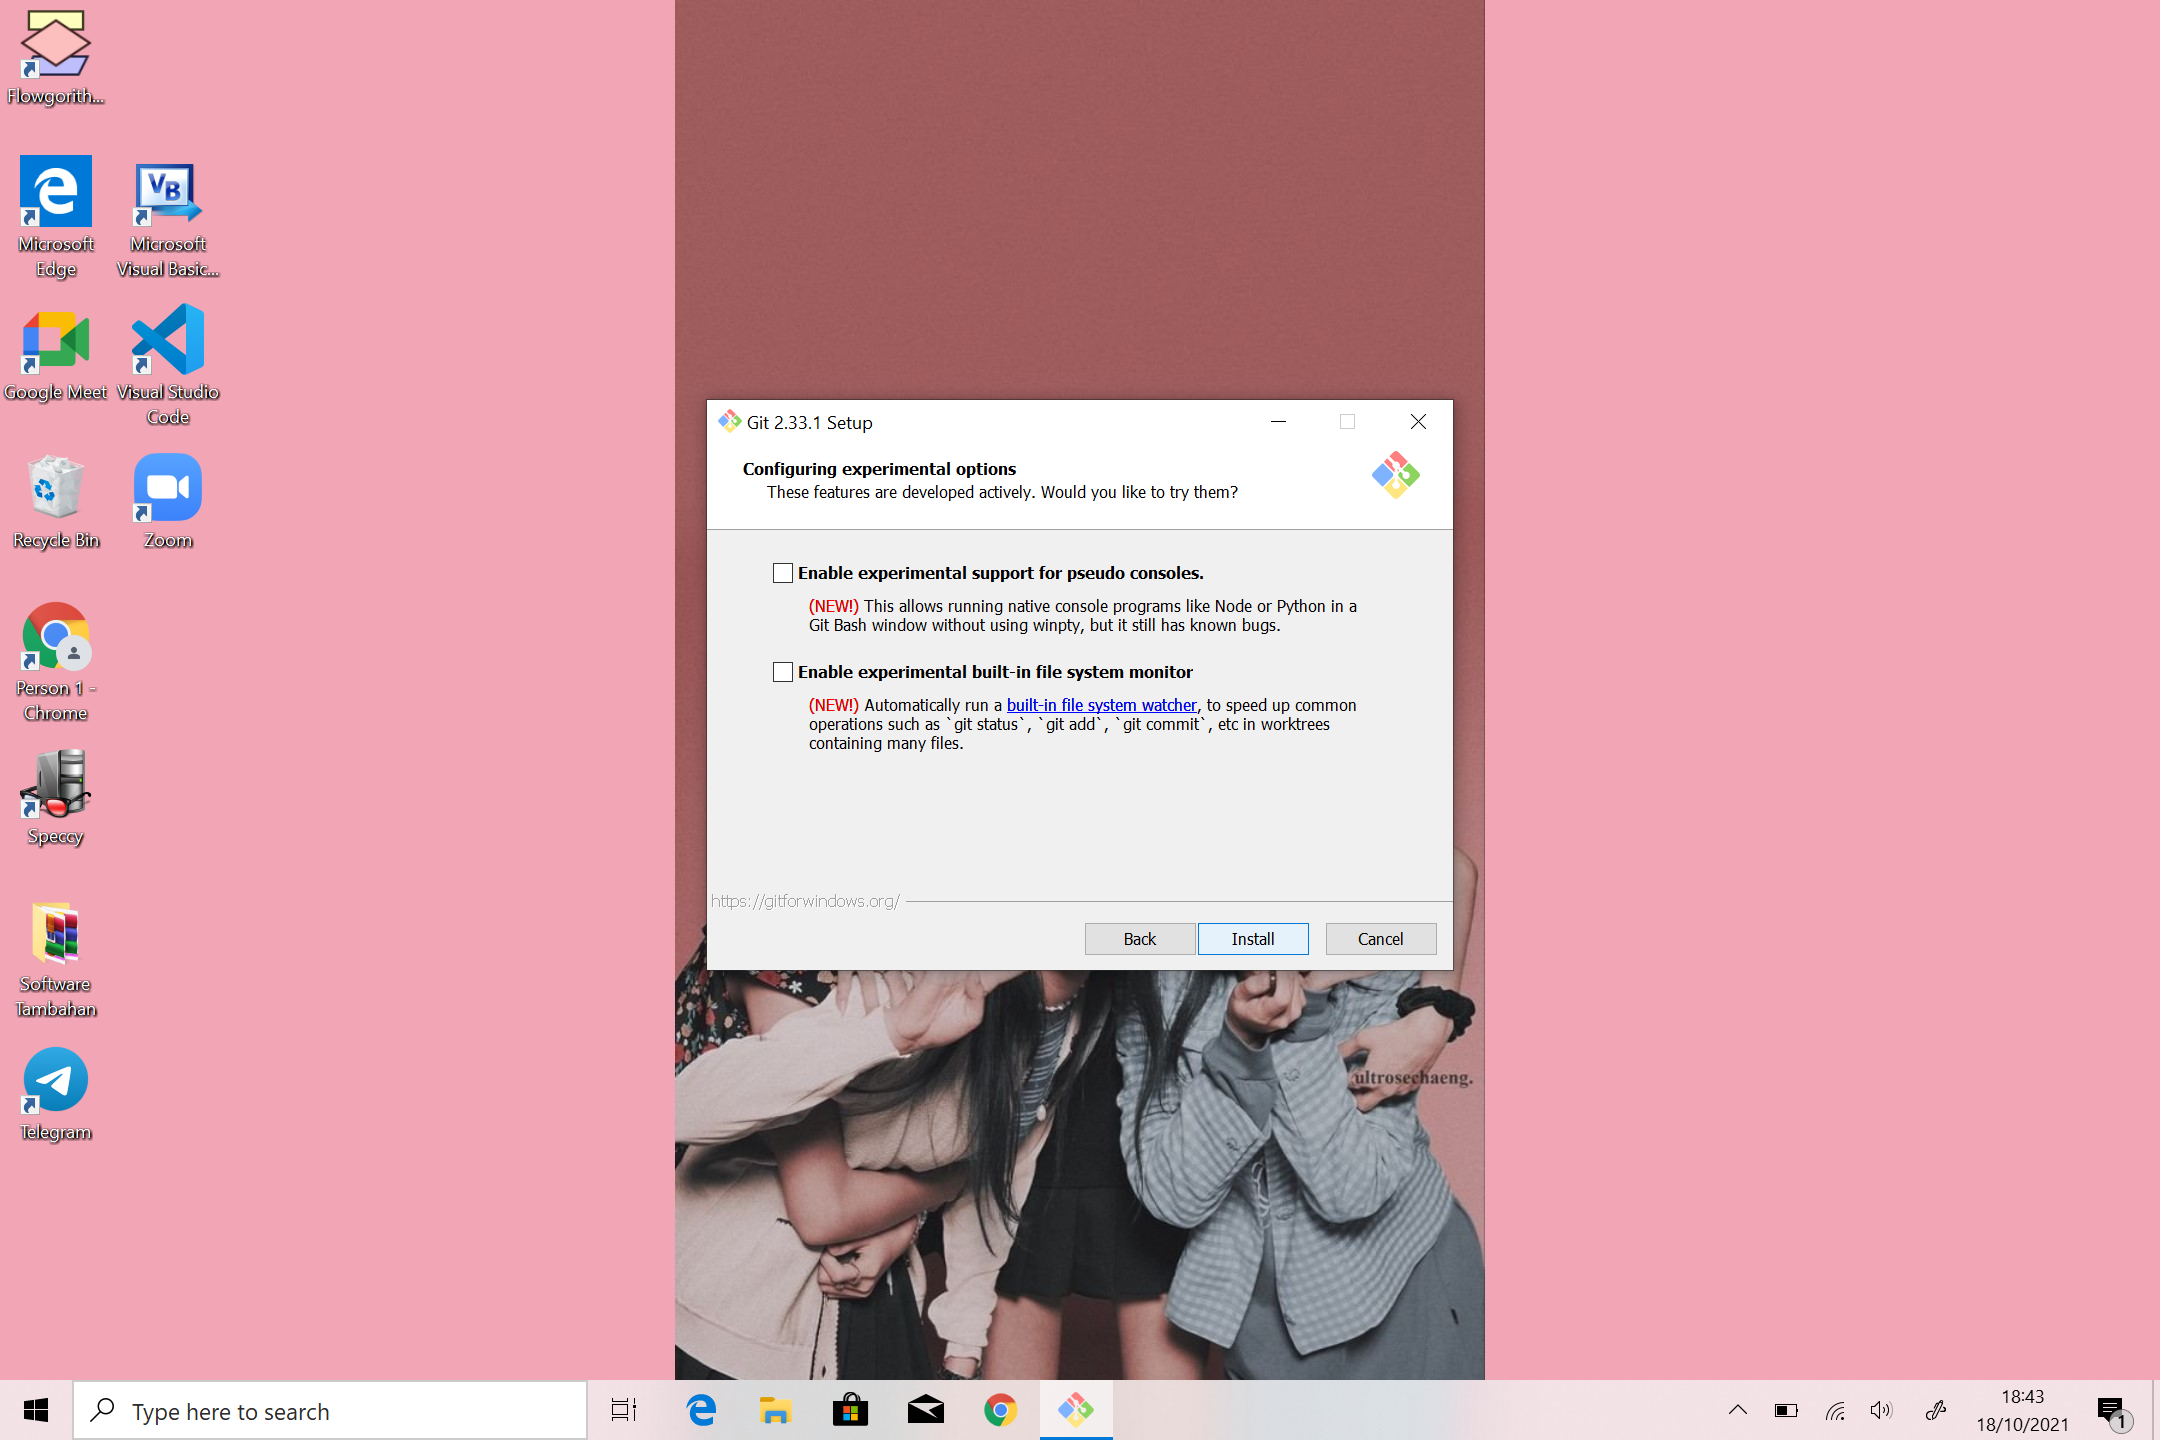 Flowgorith...
Microsoft
Edge
Microsoft
Visual Basic...
Google Meet
Visual Studio
Code
Recycle Bin
Zoom
Person 1 -
Chrome
Speccy
Software
Tambahan
Telegram
Git 2.33.1 Setup
Configuring experimental options
These features are developed actively. Would you like to try them?
Enable experimental support for pseudo consoles.
(NEW!) This allows running native console programs like Node or Python in a
Git Bash window without using winpty, but it still has known bugs.
Enable experimental built-in file system monitor
(NEW!) Automatically run a built-in file system watcher, to speed up common
operations such as `git status`, `git add`, `git commit`, etc in worktrees
containing many files.
https://gitforwindows.org/
Back
Install
Cancel
ultrosechaeng.
Type here to search
18:43
18/10/2021
1